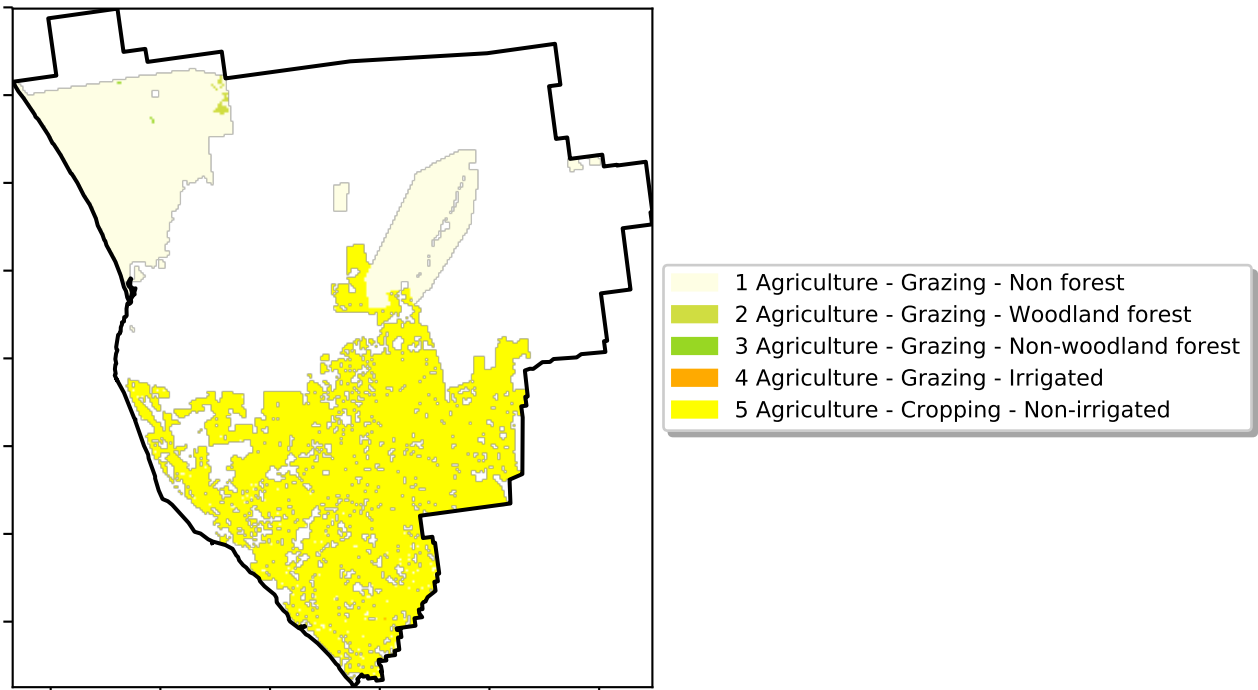 1 Agriculture - Grazing - Non forest
2 Agriculture - Grazing - Woodland forest
3 Agriculture - Grazing - Non-woodland forest
4 Agriculture - Grazing - Irrigated
5 Agriculture - Cropping - Non-irrigated